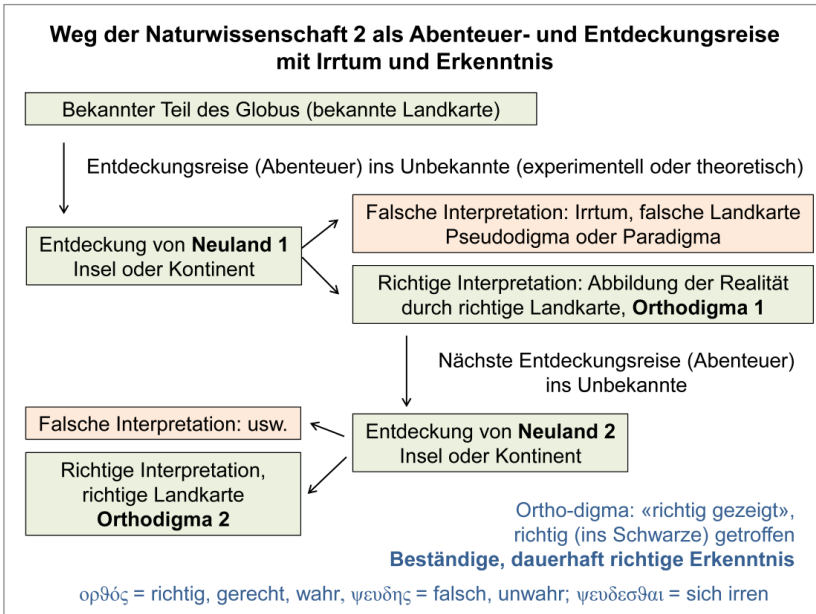 Weg der Naturwissenschaft 2 als Abenteuer- und Entdeckungsreise
mit Irrtum und Erkenntnis
Bekannter Teil des Globus (bekannte Landkarte)
Entdeckungsreise (Abenteuer) ins Unbekannte (experimentell oder theoretisch)
Falsche Interpretation: Irrtum, falsche Landkarte
Pseudodigma oder Paradigma
Entdeckung von Neuland 1
Insel oder Kontinent
Richtige Interpretation: Abbildung der Realität
durch richtige Landkarte, Orthodigma 1
Nächste Entdeckungsreise (Abenteuer)
ins Unbekannte
Falsche Interpretation: usw.
Entdeckung von Neuland 2
Insel oder Kontinent
Richtige Interpretation,
richtige Landkarte
Orthodigma 2
Ortho-digma: «richtig gezeigt»,
richtig (ins Schwarze) getroffen
Beständige, dauerhaft richtige Erkenntnis
ορϑός = richtig, gerecht, wahr, ψευδης = falsch, unwahr; ψευδεσϑαι = sich irren